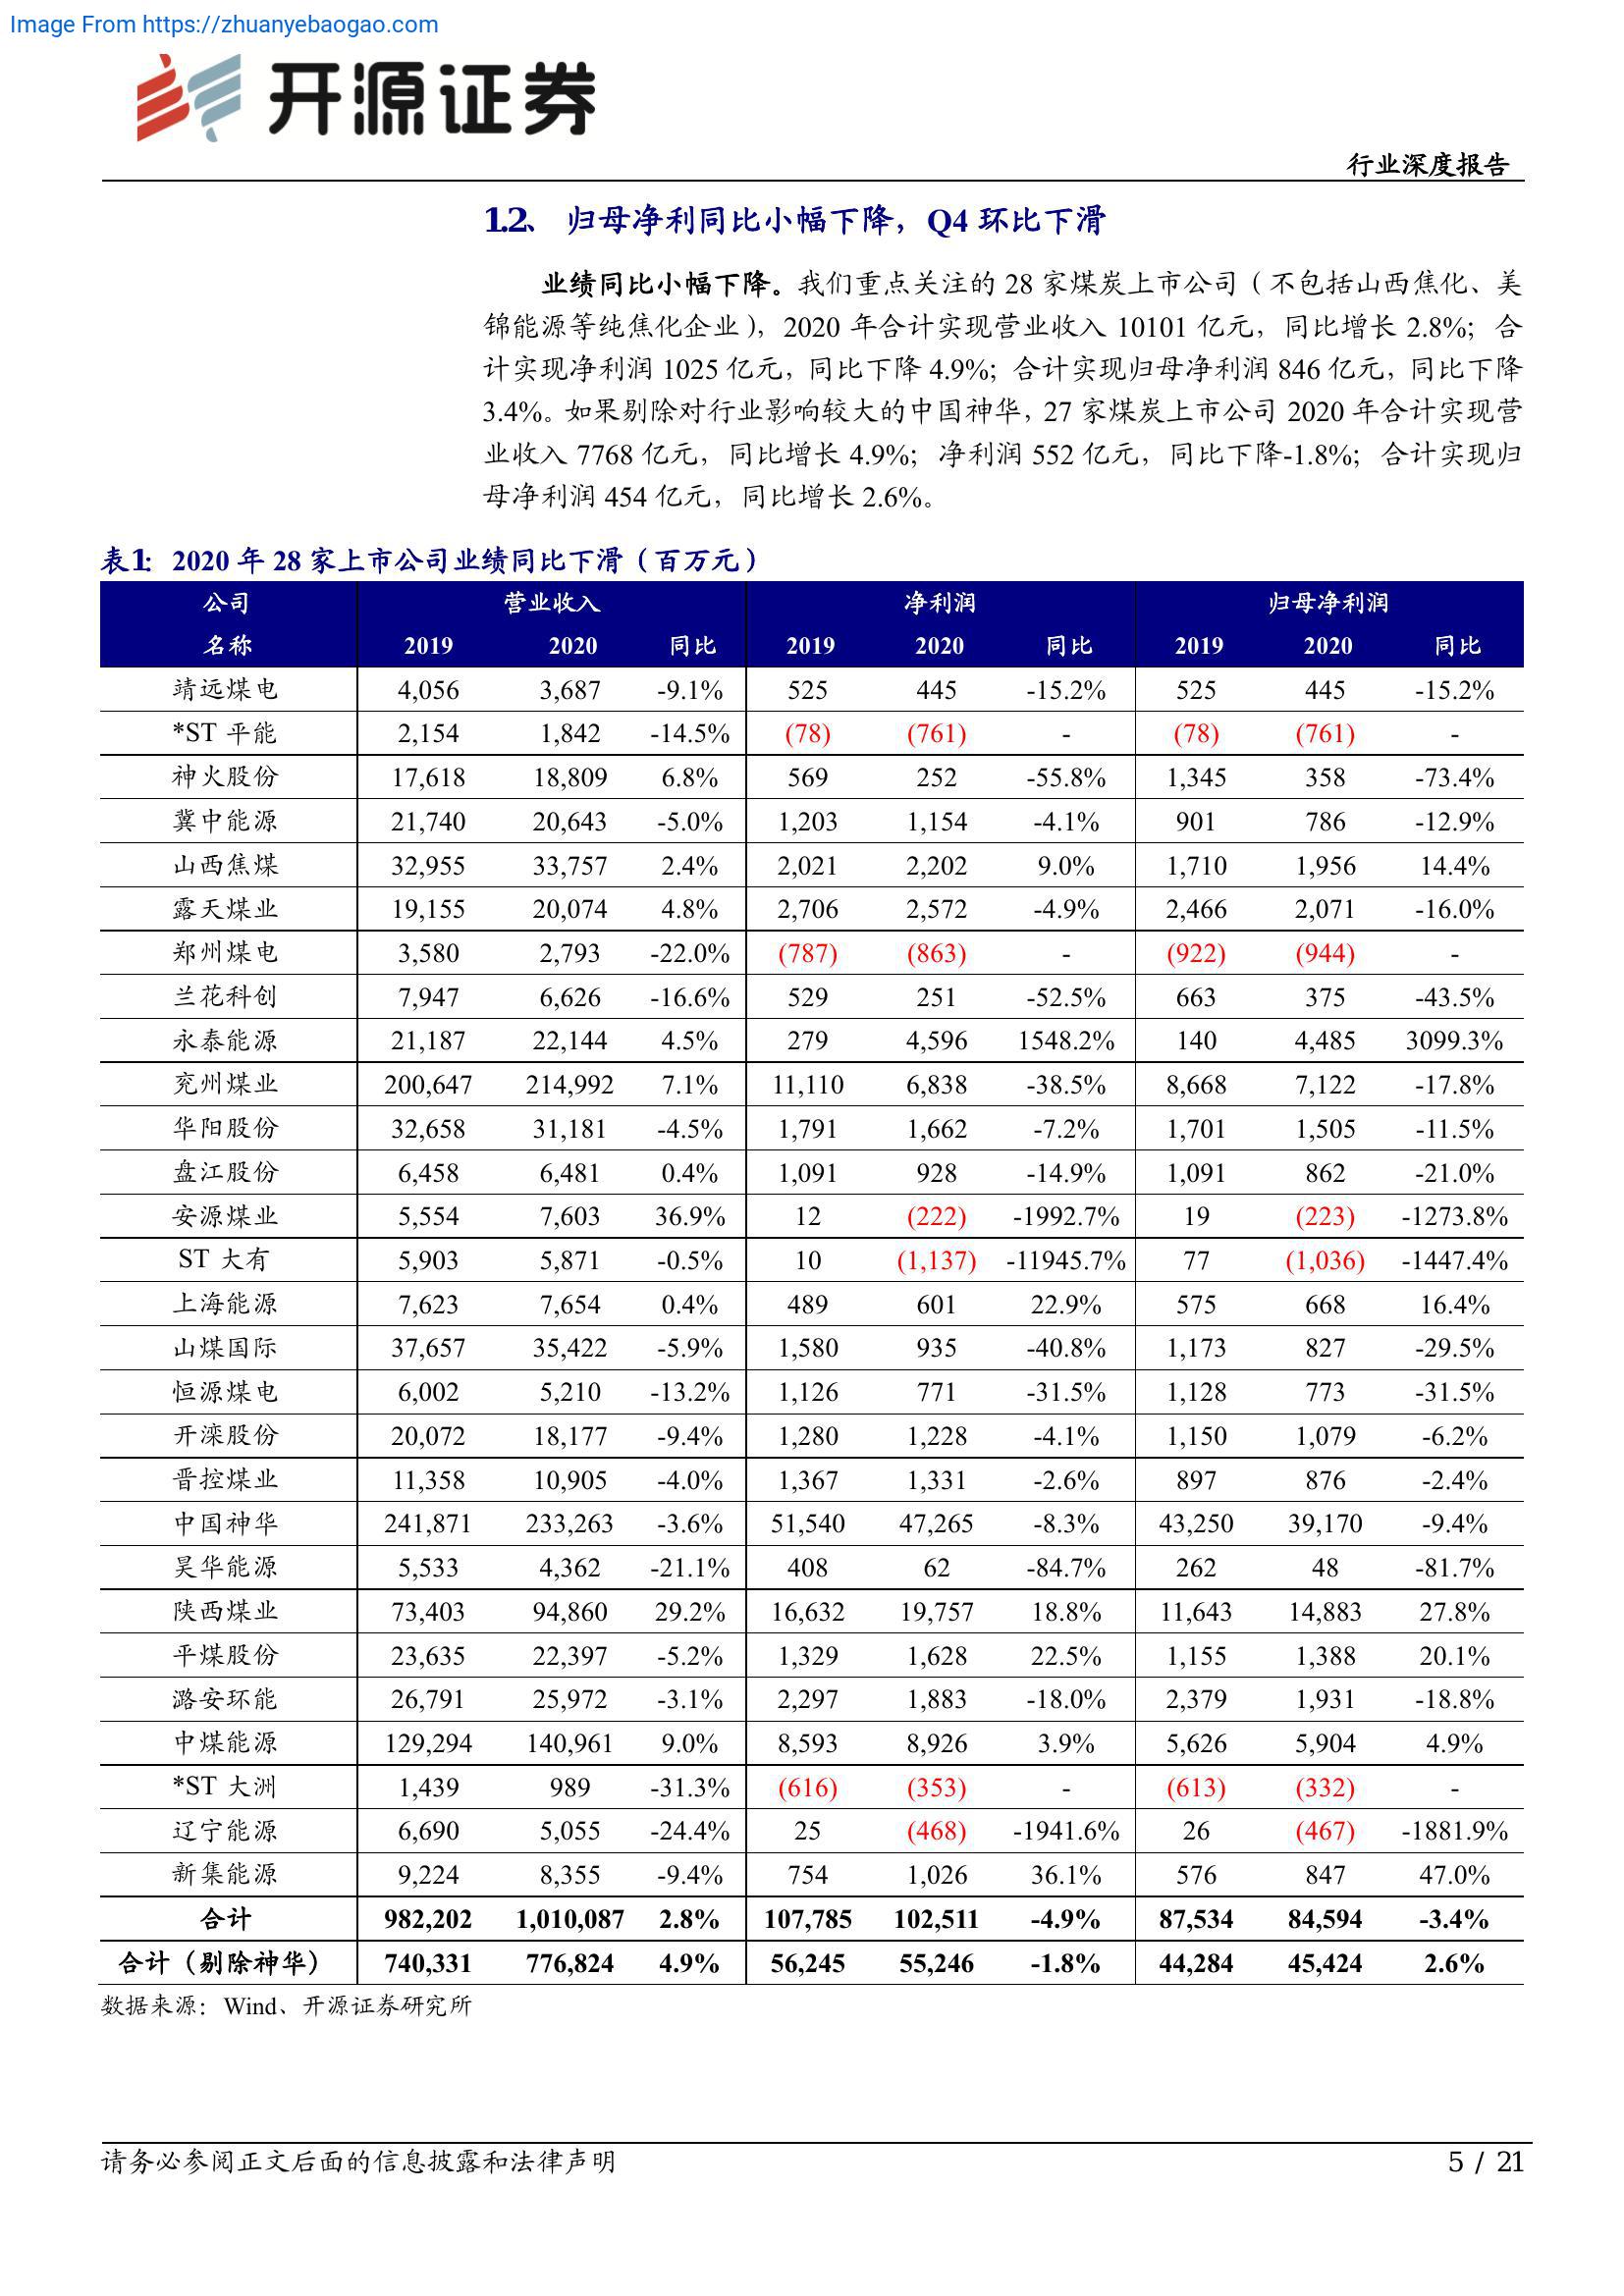 Image From https://zhuanyebaogao.com
开源证券
行业深度报告
1.2、 归母净利同比小幅下降，Q4 环比下滑
业绩同比小幅下降。我们重点关注的 28 家煤炭上市公司（不包括山西焦化、美
锦能源等纯焦化企业），2020 年合计实现营业收入 10101 亿元，同比增长 2.8%；合
计实现净利润 1025 亿元，同比下降 4.9%；合计实现归母净利润 846 亿元，同比下降
3.4%。如果剔除对行业影响较大的中国神华，27 家煤炭上市公司 2020 年合计实现营
业收入 7768 亿元，同比增长 4.9%；净利润 552 亿元，同比下降-1.8%；合计实现归
母净利润 454 亿元，同比增长 2.6%。
表1： 2020 年 28 家上市公司业绩同比下滑（百万元）
公司 营业收入 净利润 归母净利润
名称 2019 2020 同比 2019 2020 同比 2019 2020 同比
靖远煤电 4,056 3,687 -9.1% 525 445 -15.2% 525 445 -15.2%
*ST 平能 2,154 1,842 -14.5% (78) (761) - (78) (761) -
神火股份 17,618 18,809 6.8% 569 252 -55.8% 1,345 358 -73.4%
冀中能源 21,740 20,643 -5.0% 1,203 1,154 -4.1% 901 786 -12.9%
山西焦煤 32,955 33,757 2.4% 2,021 2,202 9.0% 1,710 1,956 14.4%
露天煤业 19,155 20,074 4.8% 2,706 2,572 -4.9% 2,466 2,071 -16.0%
郑州煤电 3,580 2,793 -22.0% (787) (863) - (922) (944) -
兰花科创 7,947 6,626 -16.6% 529 251 -52.5% 663 375 -43.5%
永泰能源 21,187 22,144 4.5% 279 4,596 1548.2% 140 4,485 3099.3%
兖州煤业 200,647 214,992 7.1% 11,110 6,838 -38.5% 8,668 7,122 -17.8%
华阳股份 32,658 31,181 -4.5% 1,791 1,662 -7.2% 1,701 1,505 -11.5%
盘江股份 6,458 6,481 0.4% 1,091 928 -14.9% 1,091 862 -21.0%
安源煤业 5,554 7,603 36.9% 12 (222) -1992.7% 19 (223) -1273.8%
ST 大有 5,903 5,871 -0.5% 10 (1,137) -11945.7% 77 (1,036) -1447.4%
上海能源 7,623 7,654 0.4% 489 601 22.9% 575 668 16.4%
山煤国际 37,657 35,422 -5.9% 1,580 935 -40.8% 1,173 827 -29.5%
恒源煤电 6,002 5,210 -13.2% 1,126 771 -31.5% 1,128 773 -31.5%
开滦股份 20,072 18,177 -9.4% 1,280 1,228 -4.1% 1,150 1,079 -6.2%
晋控煤业 11,358 10,905 -4.0% 1,367 1,331 -2.6% 897 876 -2.4%
中国神华 241,871 233,263 -3.6% 51,540 47,265 -8.3% 43,250 39,170 -9.4%
昊华能源 5,533 4,362 -21.1% 408 62 -84.7% 262 48 -81.7%
陕西煤业 73,403 94,860 29.2% 16,632 19,757 18.8% 11,643 14,883 27.8%
平煤股份 23,635 22,397 -5.2% 1,329 1,628 22.5% 1,155 1,388 20.1%
潞安环能 26,791 25,972 -3.1% 2,297 1,883 -18.0% 2,379 1,931 -18.8%
中煤能源 129,294 140,961 9.0% 8,593 8,926 3.9% 5,626 5,904 4.9%
*ST 大洲 1,439 989 -31.3% (616) (353) - (613) (332) -
辽宁能源 6,690 5,055 -24.4% 25 (468) -1941.6% 26 (467) -1881.9%
新集能源 9,224 8,355 -9.4% 754 1,026 36.1% 576 847 47.0%
合计 982,202 1,010,087 2.8% 107,785 102,511 -4.9% 87,534 84,594 -3.4%
合计（剔除神华） 740,331 776,824 4.9% 56,245 55,246 -1.8% 44,284 45,424 2.6%
数据来源：Wind、开源证券研究所
请务必参阅正文后面的信息披露和法律声明 5 / 21